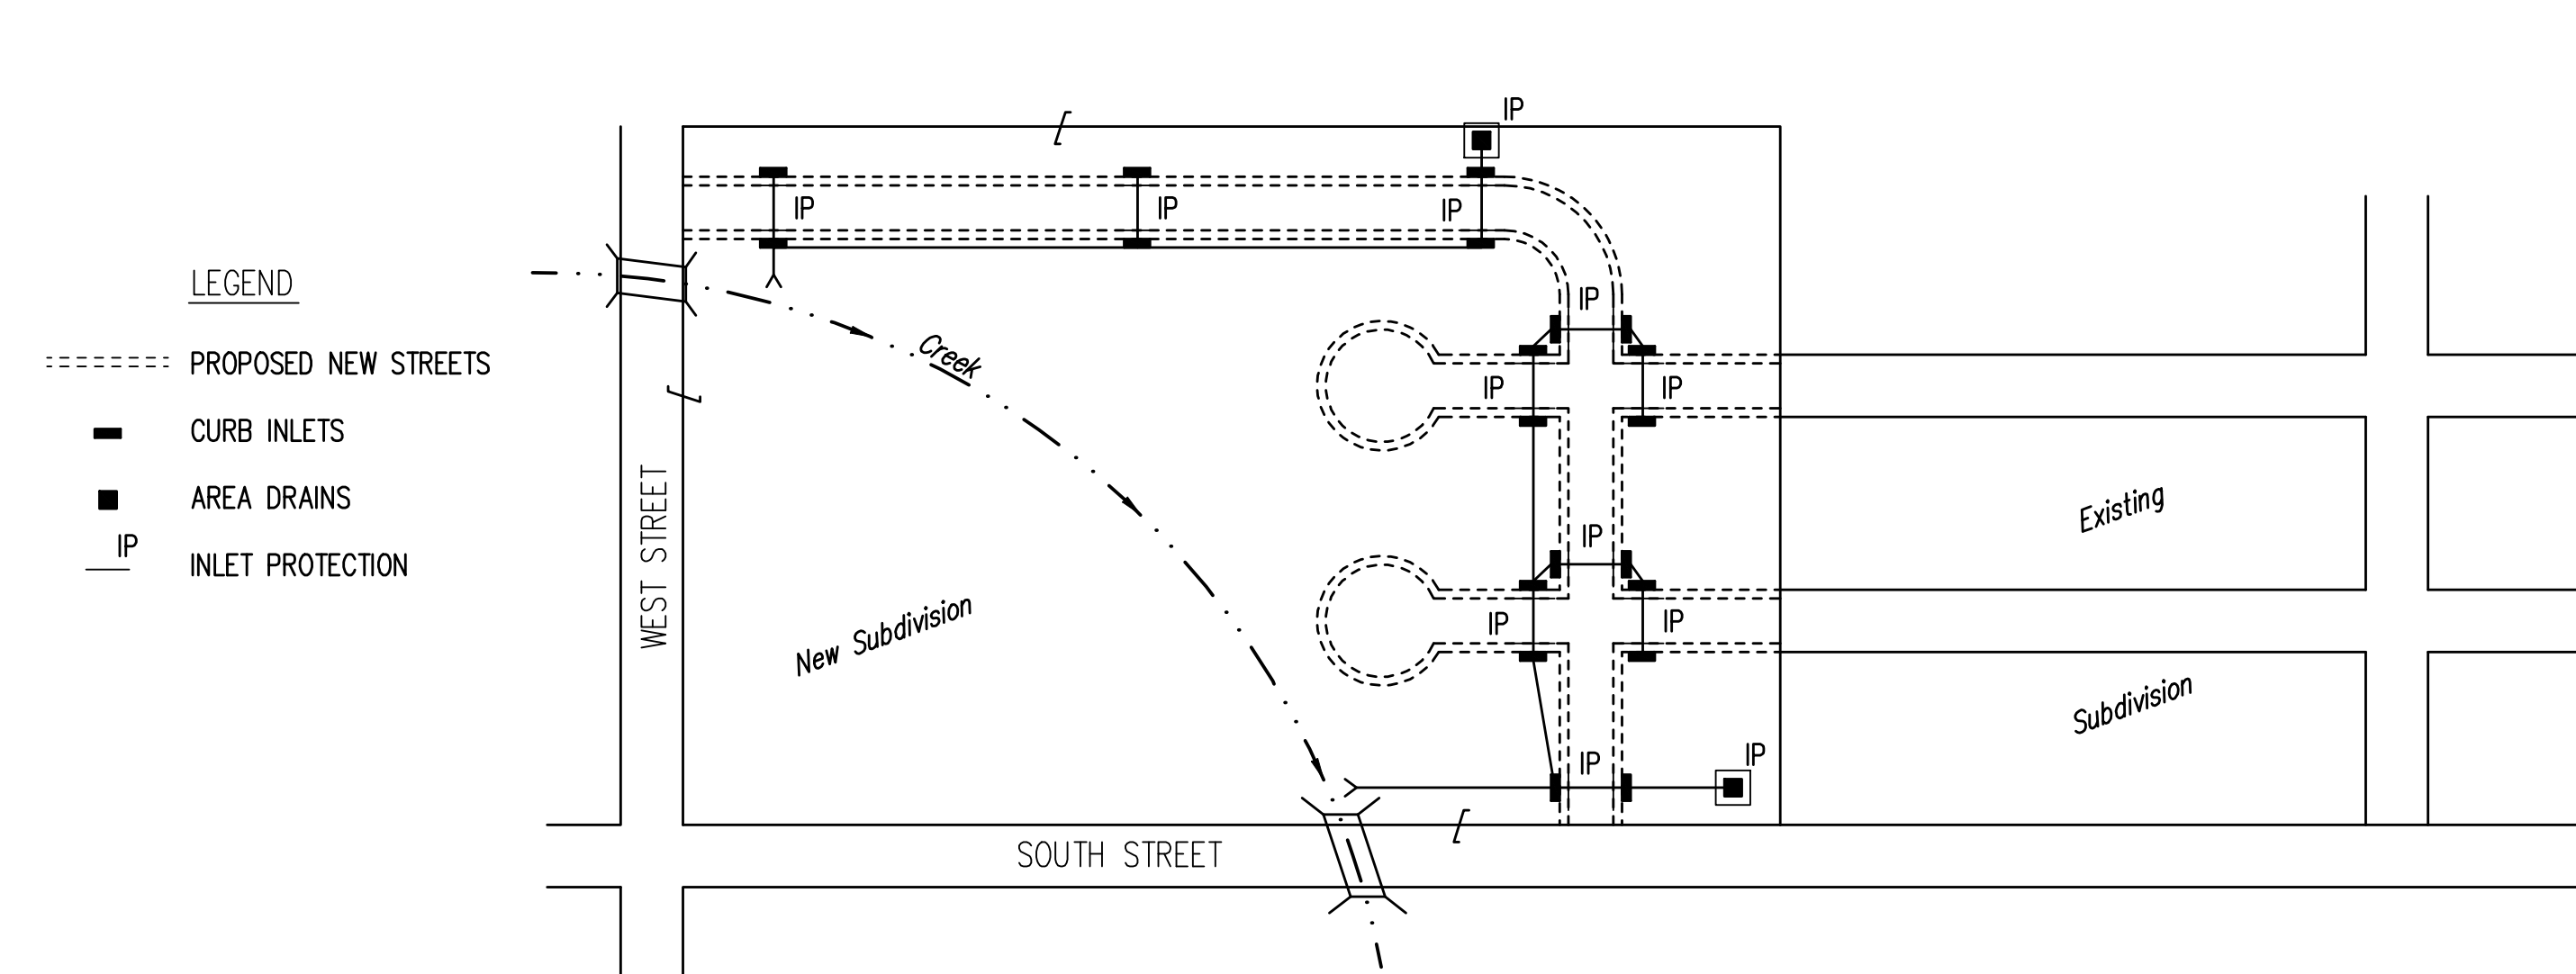 LEGEND
PROPOSED NEW STREETS
CURB INLETS
AREA DRAINS
IP
INLET PROTECTION
WEST STREET
SOUTH STREET
Creek
New Subdivision
IP
IP
IP
IP
IP
IP
IP
IP
IP
IP
IP
IP
Existing
Subdivision